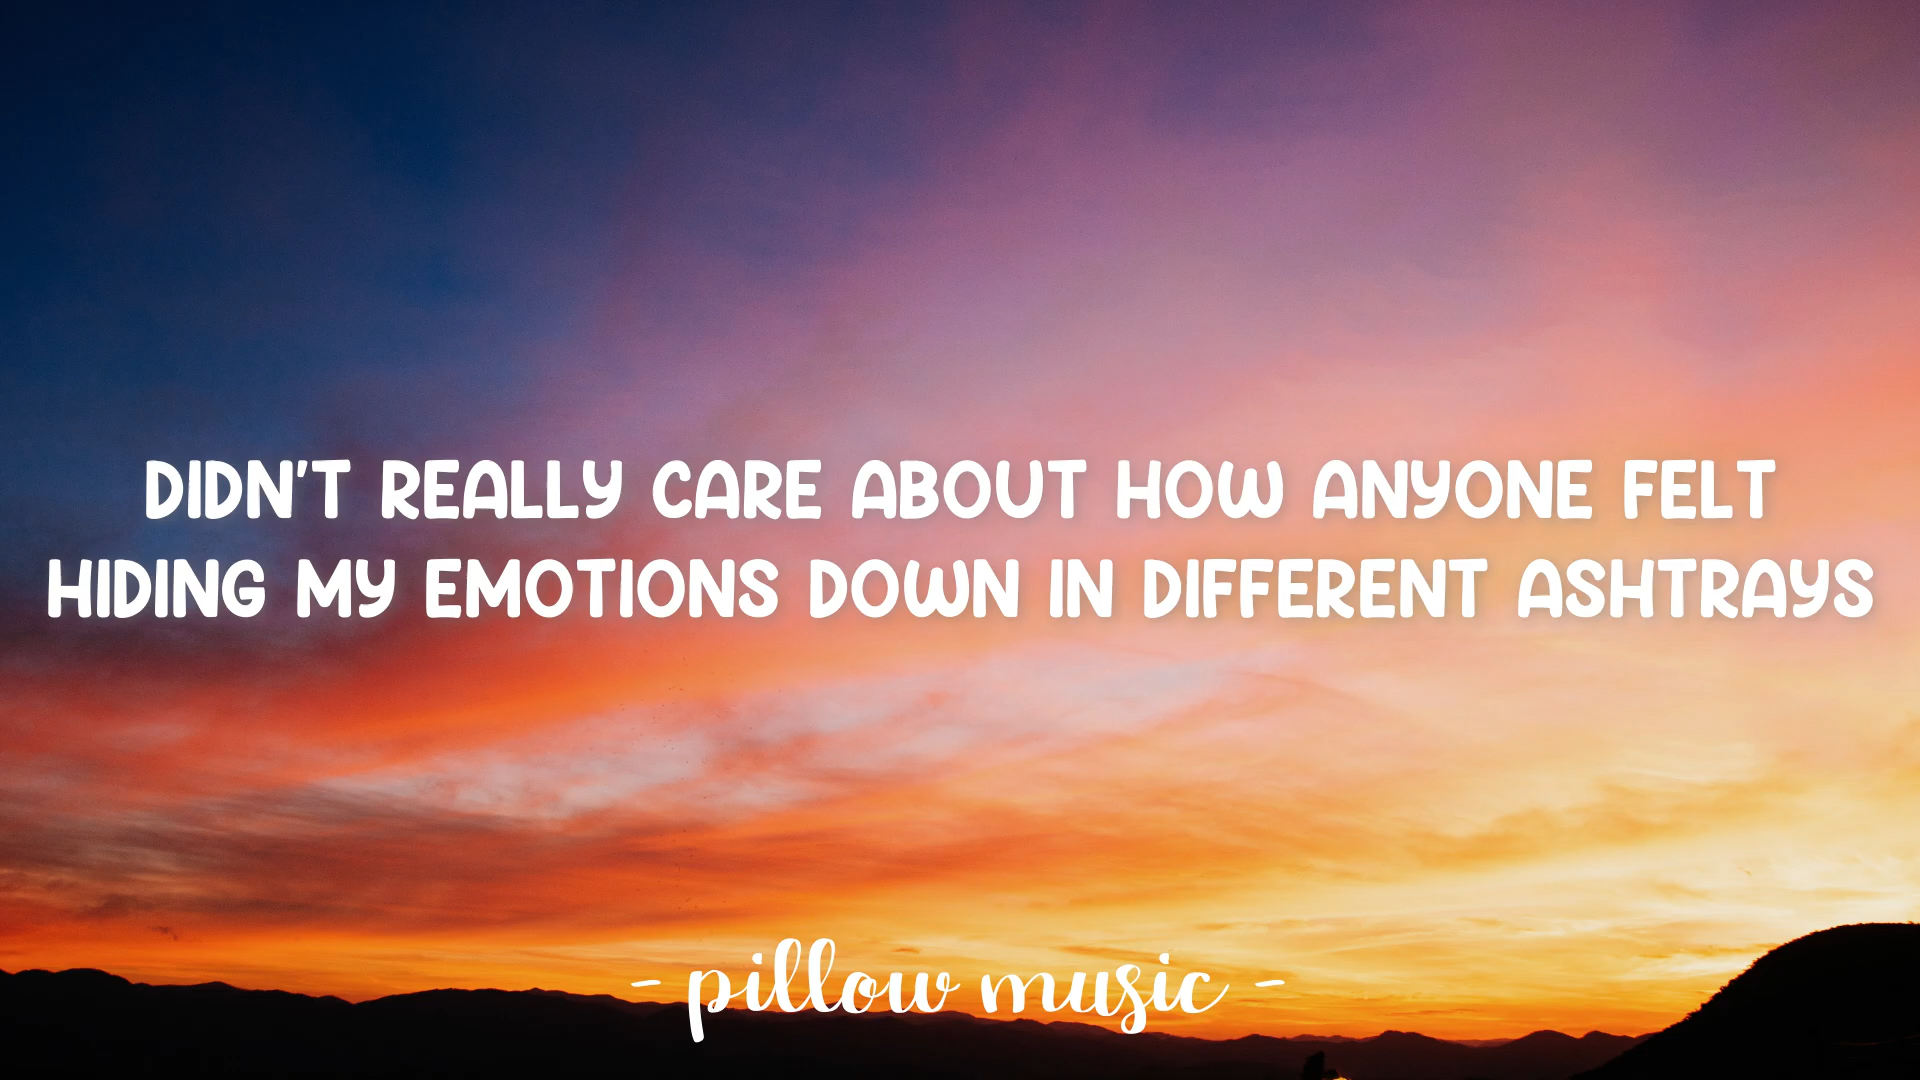 DIDN'T REALLY CARE ABOUT HOW ANYONE FELT
HIDING MY EMOTIONS DOWN IN DIFFERENT ASHTRAYS
- pillow music -